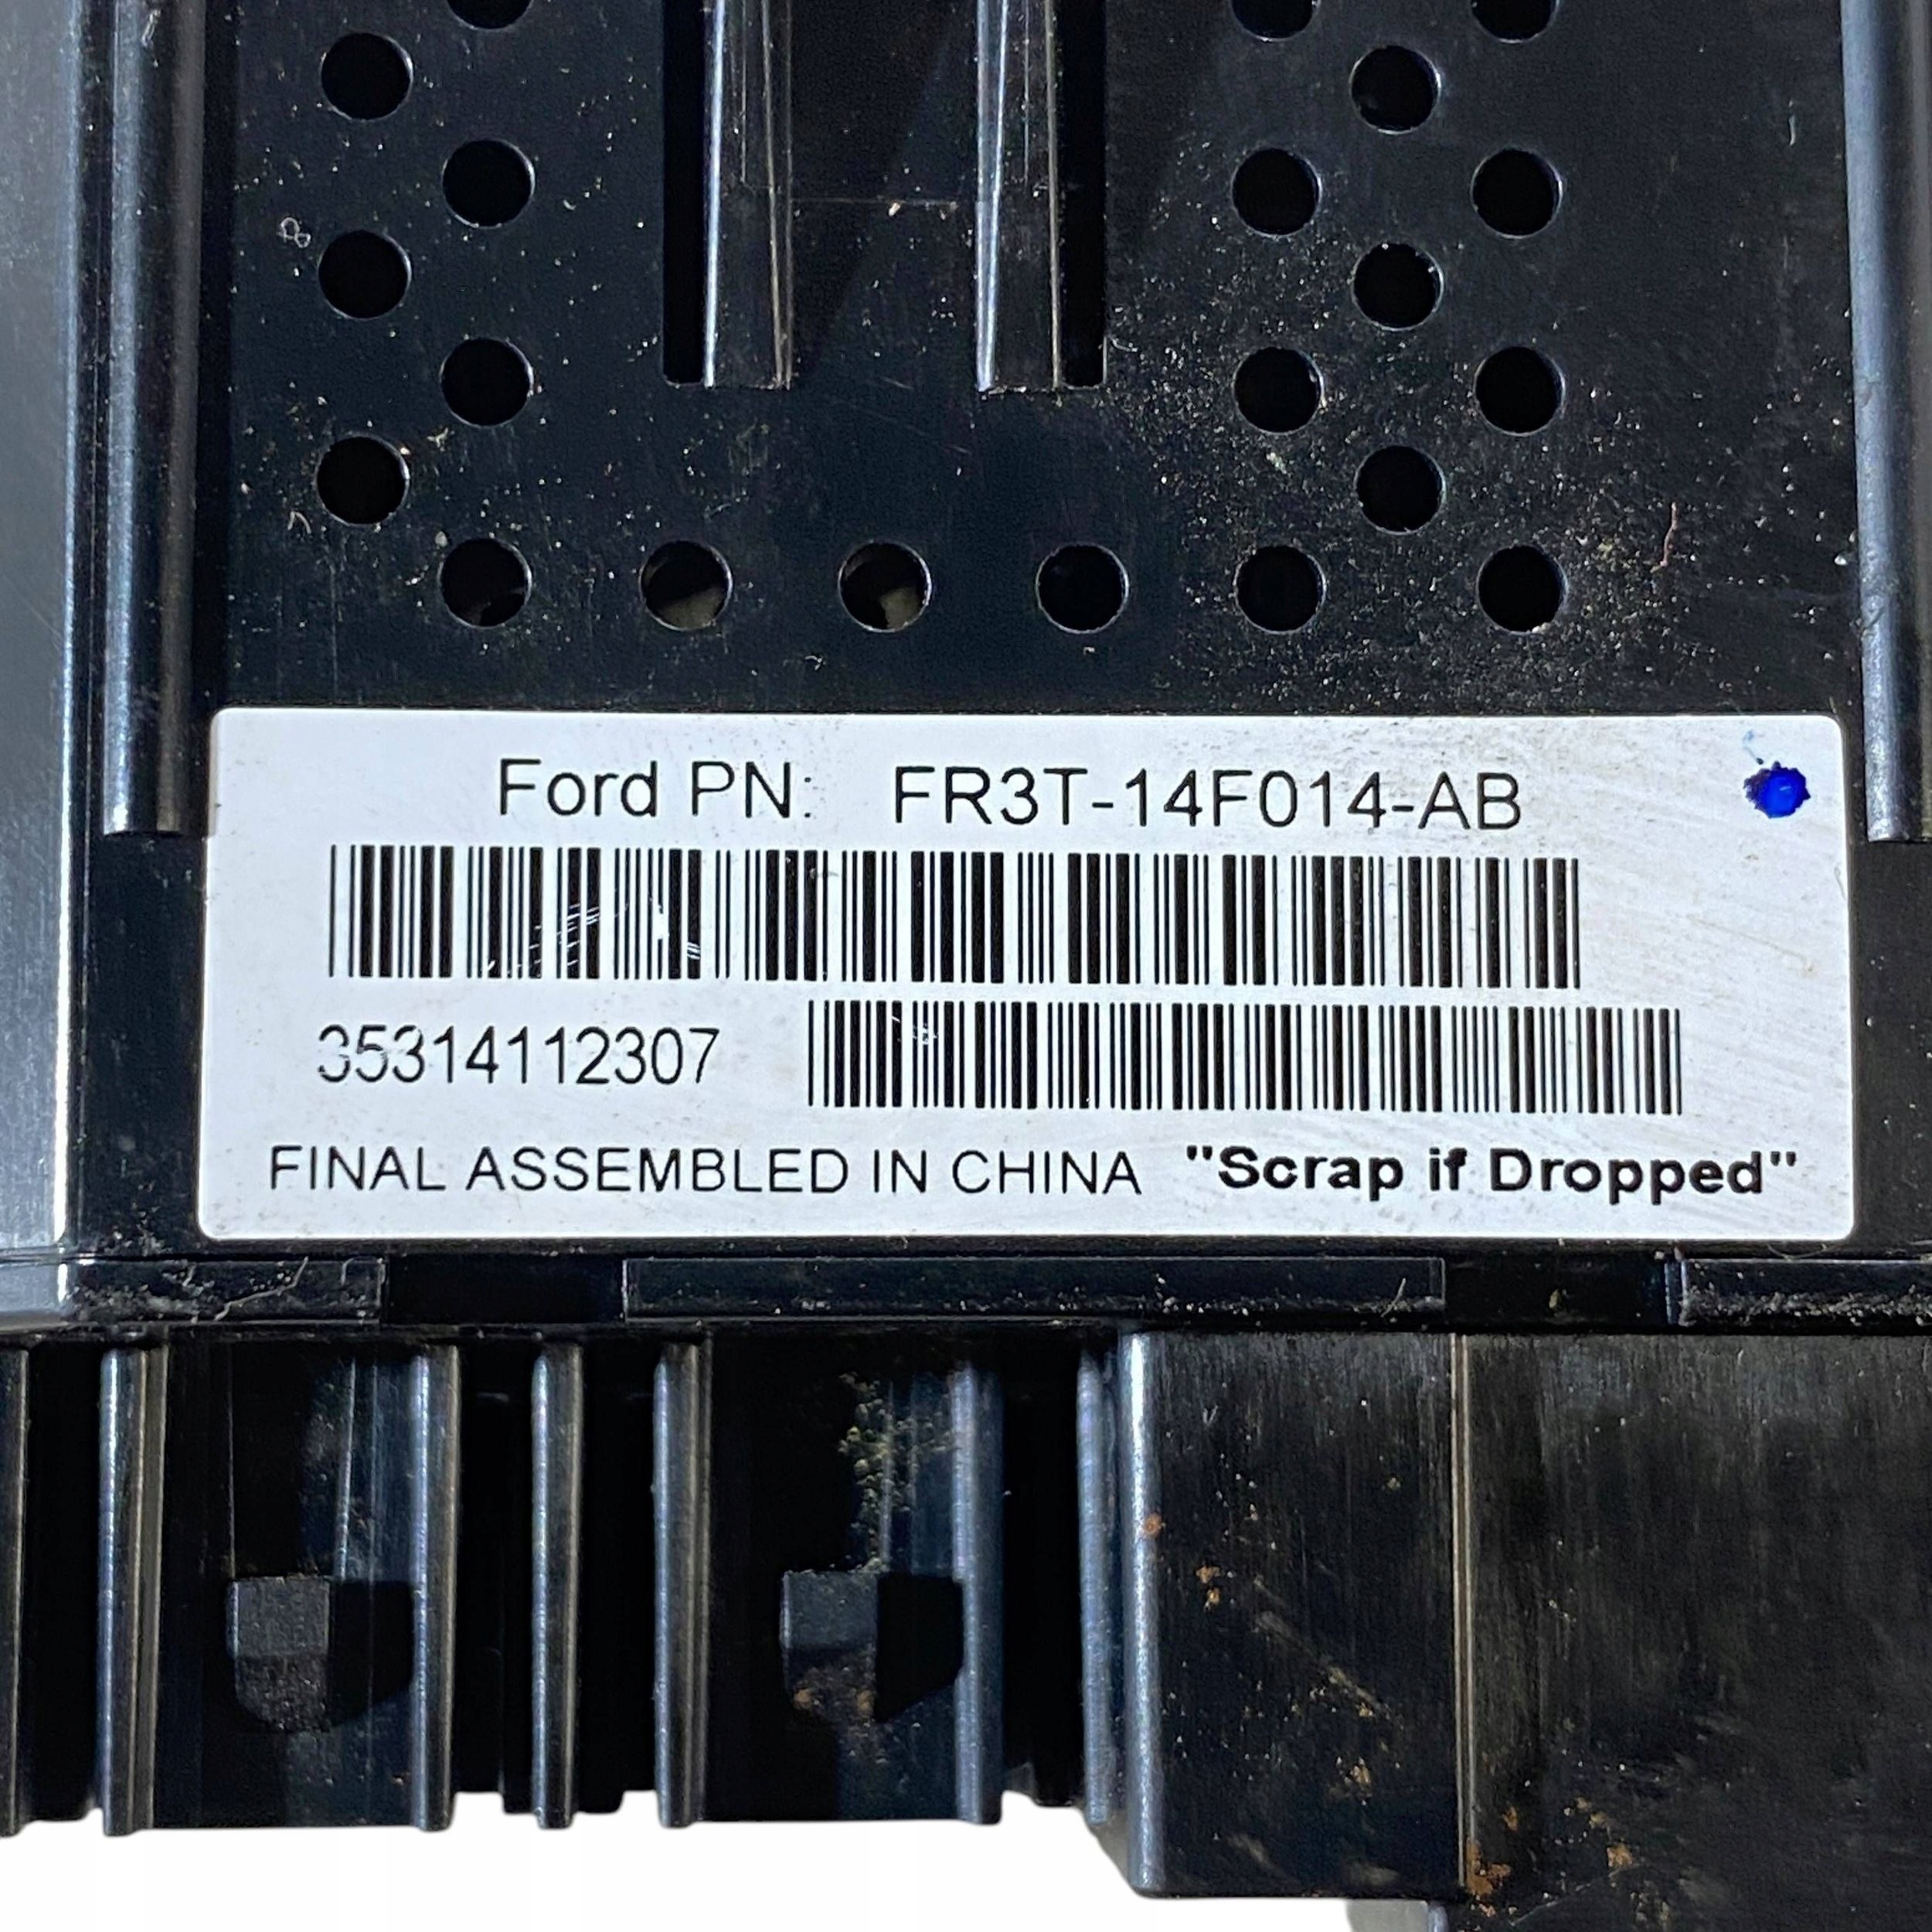 Ford PN: FR3T-14F014-AB
35314112307
FINAL ASSEMBLED IN CHINA "Scrap if Dropped"